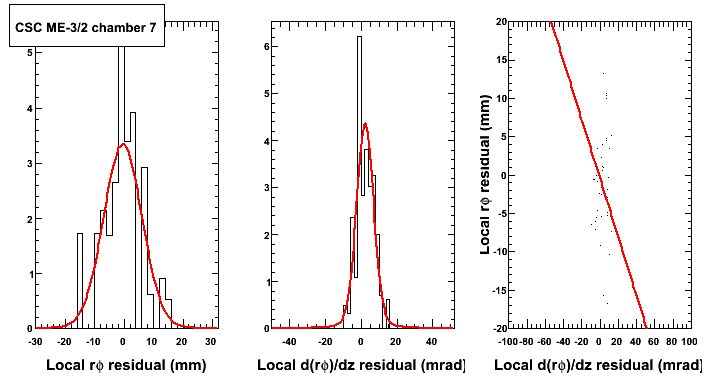 CSC ME-3/2 chamber 7
5
4
3
2
1
0
-30 -20 -10 0 10 20 30
Local rϕ residual (mm)
6
5
4
3
2
1
0
-40 -20 0 20 40
Local d(rϕ)/dz residual (mrad)
Local rϕ residual (mm)
20
15
10
5
0
-5
-10
-15
-20
-100 -80 -60 -40 -20 0 20 40 60 80 100
Local d(rϕ)/dz residual (mrad)